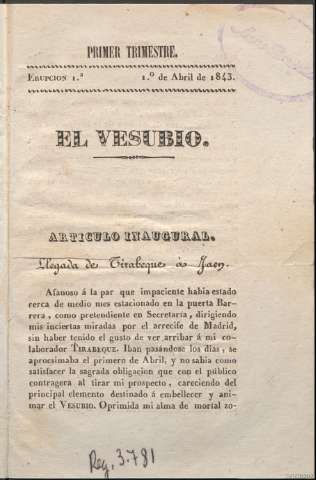 PRIMER TRIMESTRE.
ERUPCION 1.ª 1.º de Abril de 1843.
EL VESUBIO.
ARTICULO INAUGURAL.
Llegada de Tirabeque á Jaen.
Afanoso á la par que impaciente habia estado
cerca de medio mes estacionado en la puerta Bar-
rera, como pretendiente en Secretaría, dirigiendo
mis inciertas miradas por el arrecife de Madrid,
sin haber tenido el gusto de ver arribar á mi co-
laborador TIRABEQUE. Iban pasándose los dias, se
aprocsimaba el primero de Abril, y no sabia como
satisfacer la sagrada obligacion que con el público
contragera al tirar mi prospecto, careciendo del
principal elemento destinado á embellecer y ani-
mar el VESUBIO. Oprimida mi alma de mortal zo-
Reg. 3.781